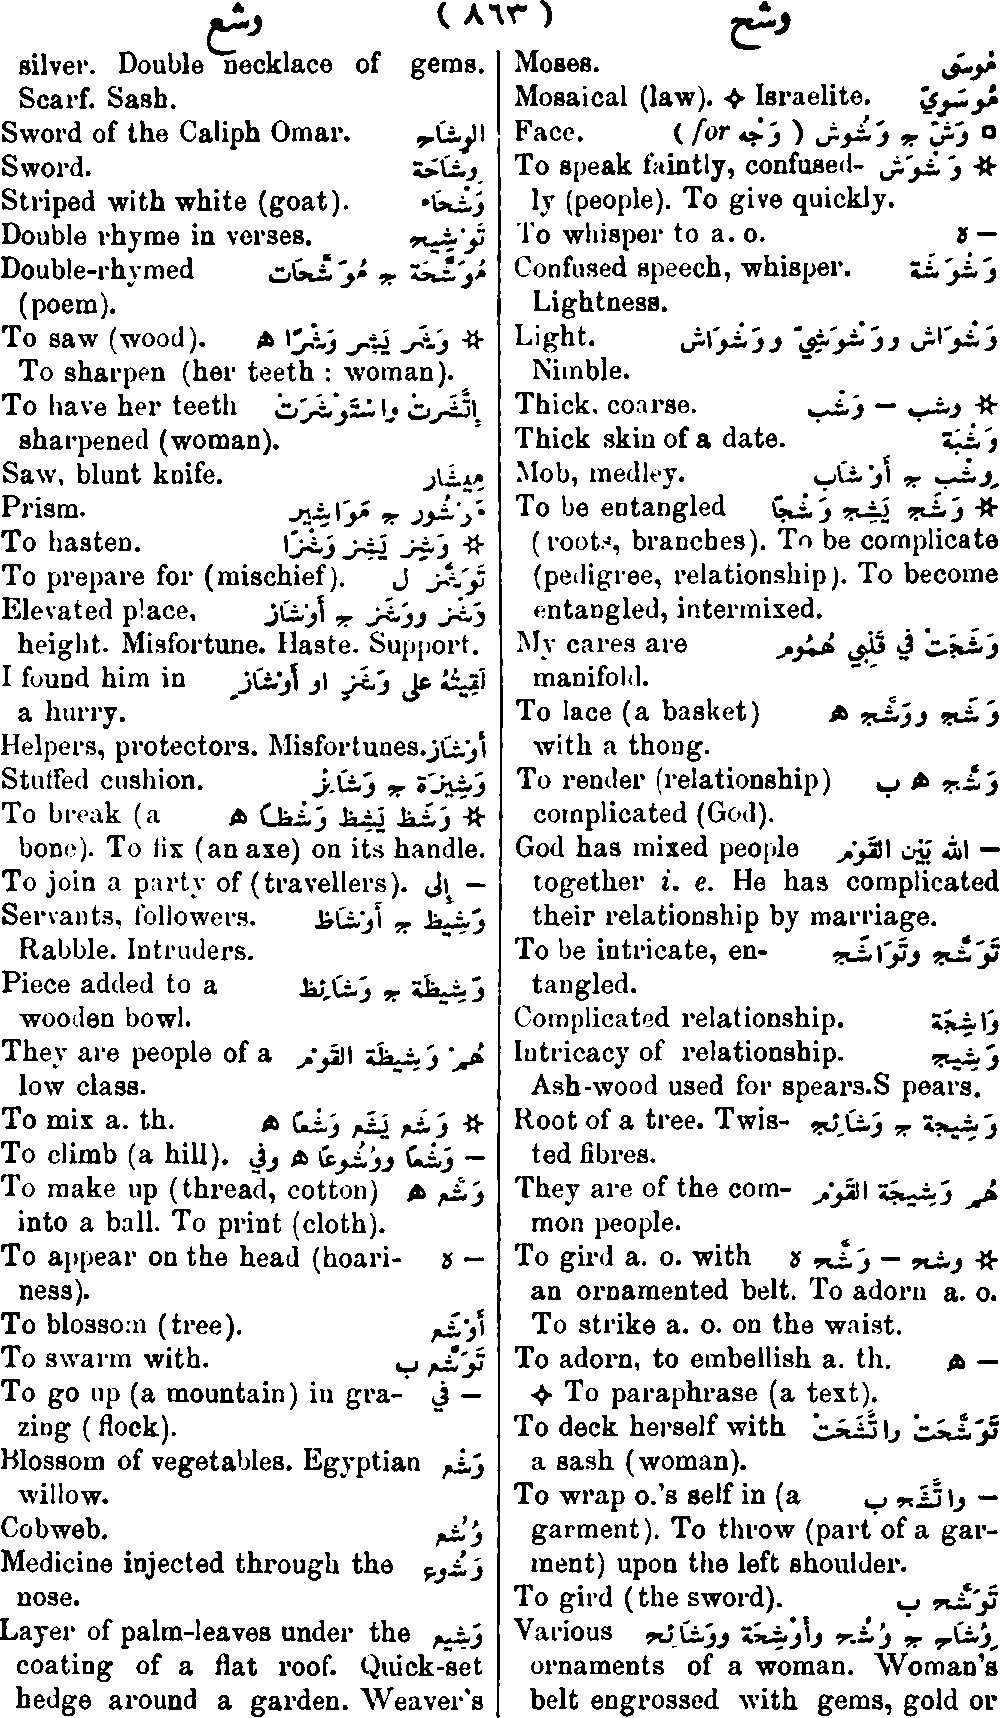 وشح ( ٨٦٣ ) وشع
Moses. مُوسَى
Mosaical (law). ✧ Israelite. مُوسَوِيّ
Face. ( for وَجْه ) وَشّ ج وُشُوش □
To speak faintly, confused- وَشْوَشَ *
ly (people). To give quickly.
To whisper to a. o. ه —
Confused speech, whisper. وَشْوَشَة
Lightness.
Light. وَشْوَاش ووَشْوَشِيّ ووَشْوَاش
Nimble.
Thick, coarse. وشب — وَشْب *
Thick skin of a date. وَشْبَة
Mob, medley. وِشْب ج أَوْشَاب
To be entangled وَشَج يَشِج وَشْجًا *
(roots, branches). To be complicate
(pedigree, relationship). To become
entangled, intermixed.
My cares are وَشَجَتْ في قَلْبِي هُمُوم
manifold.
To lace (a basket) وَشَج ووَشَّج ه
with a thong.
To render (relationship) وَشَّج ه ب
complicated (God).
God has mixed people الله بَيْن القَوْم —
together i. e. He has complicated
their relationship by marriage.
To be intricate, en- تَوَشَّج وتَوَاشَج
tangled.
Complicated relationship. وَاشِجَة
Intricacy of relationship. وَشِيج
Ash-wood used for spears.S pears.
Root of a tree. Twis- وَشِيجة ج وَشَائِج
ted fibres.
They are of the com- هُم وَشِيجَة القَوْم
mon people.
To gird a. o. with وشح — وَشَّح ه *
an ornamented belt. To adorn a. o.
To strike a. o. on the waist.
To adorn, to embellish a. th. ه —
✧ To paraphrase (a text).
To deck herself with تَوَشَّحَتْ واتَّشَحَتْ
a sash (woman).
To wrap o.'s self in (a واتَّشَح ب —
garment). To throw (part of a gar-
ment) upon the left shoulder.
To gird (the sword). تَوَشَّح ب
Various وِشَاح ج وُشُح وأَوْشِحَة ووَشَائِح
ornaments of a woman. Woman's
belt engrossed with gems, gold or
silver. Double necklace of gems.
Scarf. Sash.
Sword of the Caliph Omar. الوِشَاح
Sword. وِشَاحَة
Striped with white (goat). وَشْحَاء
Double rhyme in verses. تَوْشِيح
Double-rhymed مُوَشَّحَة ج مُوَشَّحَات
(poem).
To saw (wood). وَشَر يَشِر وَشْرًا ه *
To sharpen (her teeth : woman).
To have her teeth إِتَّشَرَتْ واسْتَوْشَرَتْ
sharpened (woman).
Saw, blunt knife. مِيشَار
Prism. مَوْشُور ج مَوَاشِير
To hasten. وَشَز يَشِز وَشْزًا *
To prepare for (mischief). تَوَشَّز ل
Elevated place, وَشْز ووَشَز ج أَوْشَاز
height. Misfortune. Haste. Support.
I found him in لَقِيتُهُ على وَشْزٍ او أَوْشَازٍ
a hurry.
Helpers, protectors. Misfortunes. أَوْشَاز
Stuffed cushion. وَشِيزَة ج وَشَائِز
To break (a وَشَظ يَشِظ وَشْظًا ه *
bone). To fix (an axe) on its handle.
To join a party of (travellers). إِلى —
Servants, followers. وَشِيظ ج أَوْشَاظ
Rabble. Intruders.
Piece added to a وَشِيظَة ج وَشَائِظ
wooden bowl.
They are people of a هُمْ وَشِيظَة القَوْم
low class.
To mix a. th. وَشَع يَشَع وَشْعًا ه *
To climb (a hill). وَشْعًا ووُشُوعًا ه وفي —
To make up (thread, cotton) وَشَّع ه
into a ball. To print (cloth).
To appear on the head (hoari- ه —
ness).
To blossom (tree). أَوْشَع
To swarm with. تَوَشَّع ب
To go up (a mountain) in gra- في —
zing (flock).
Blossom of vegetables. Egyptian وَشْع
willow.
Cobweb. وُشُع
Medicine injected through the وَشُوع
nose.
Layer of palm-leaves under the وَشِيع
coating of a flat roof. Quick-set
hedge around a garden. Weaver's